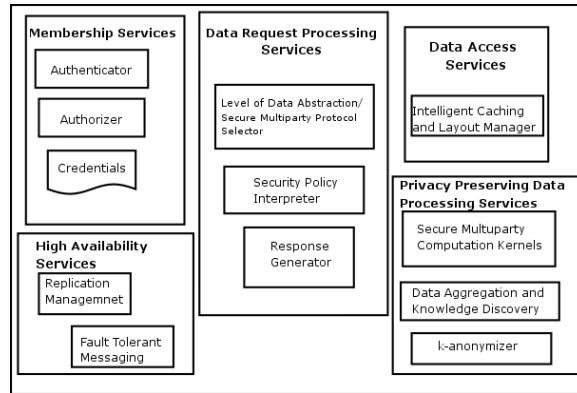 Membership Services
Authenticator
Authorizer
Credentials
High Availability
Services
Replication
Managemnet
Fault Tolerant
Messaging
Data Request Processing
Services
Level of Data Abstraction/
Secure Multiparty Protocol
Selector
Security Policy
Interpreter
Response
Generator
Data Access
Services
Intelligent Caching
and Layout Manager
Privacy Preserving Data
Processing Services
Secure Multuparty
Computation Kernels
Data Aggregation and
Knowledge Discovery
k-anonymizer